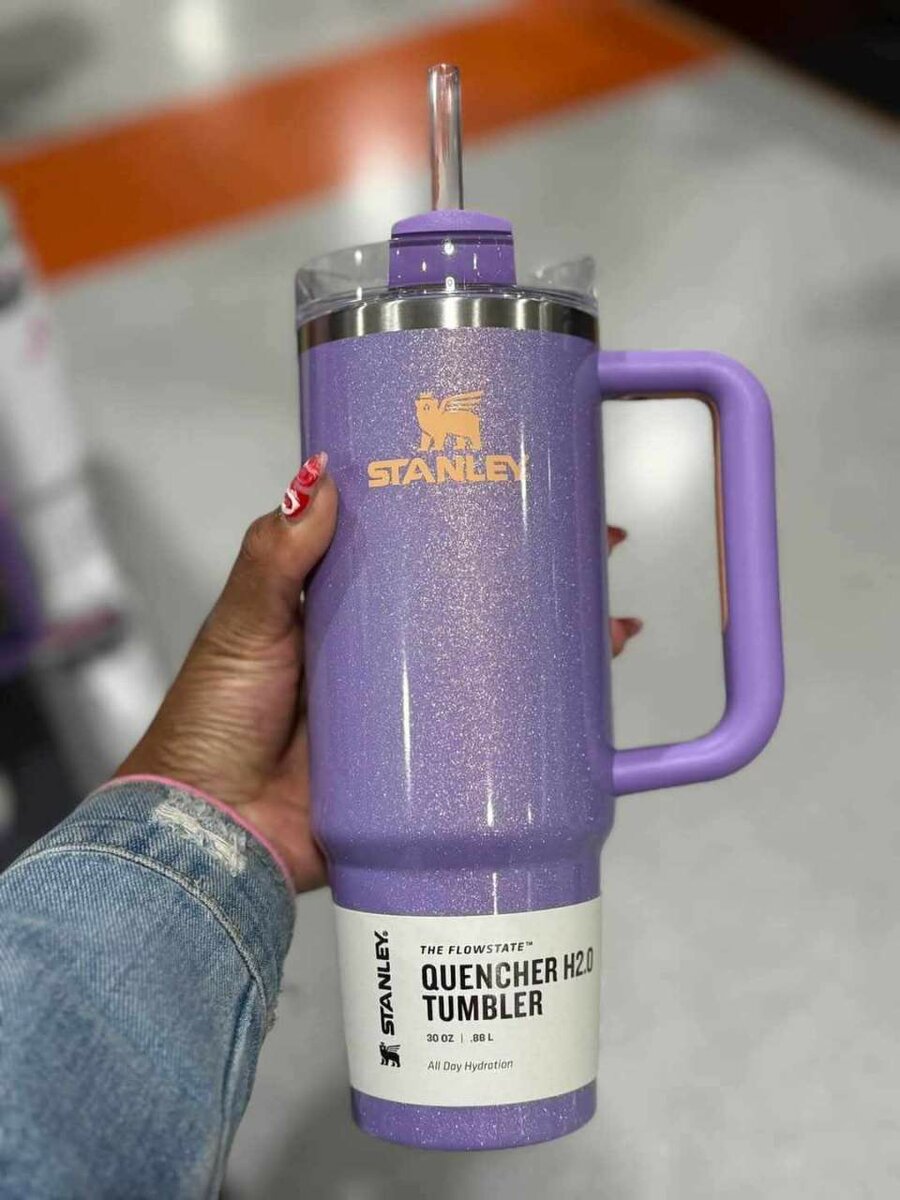 STANLEY
STANLEY®
THE FLOWSTATE™
QUENCHER H2.0
TUMBLER
30 OZ | .88 L
All Day Hydration